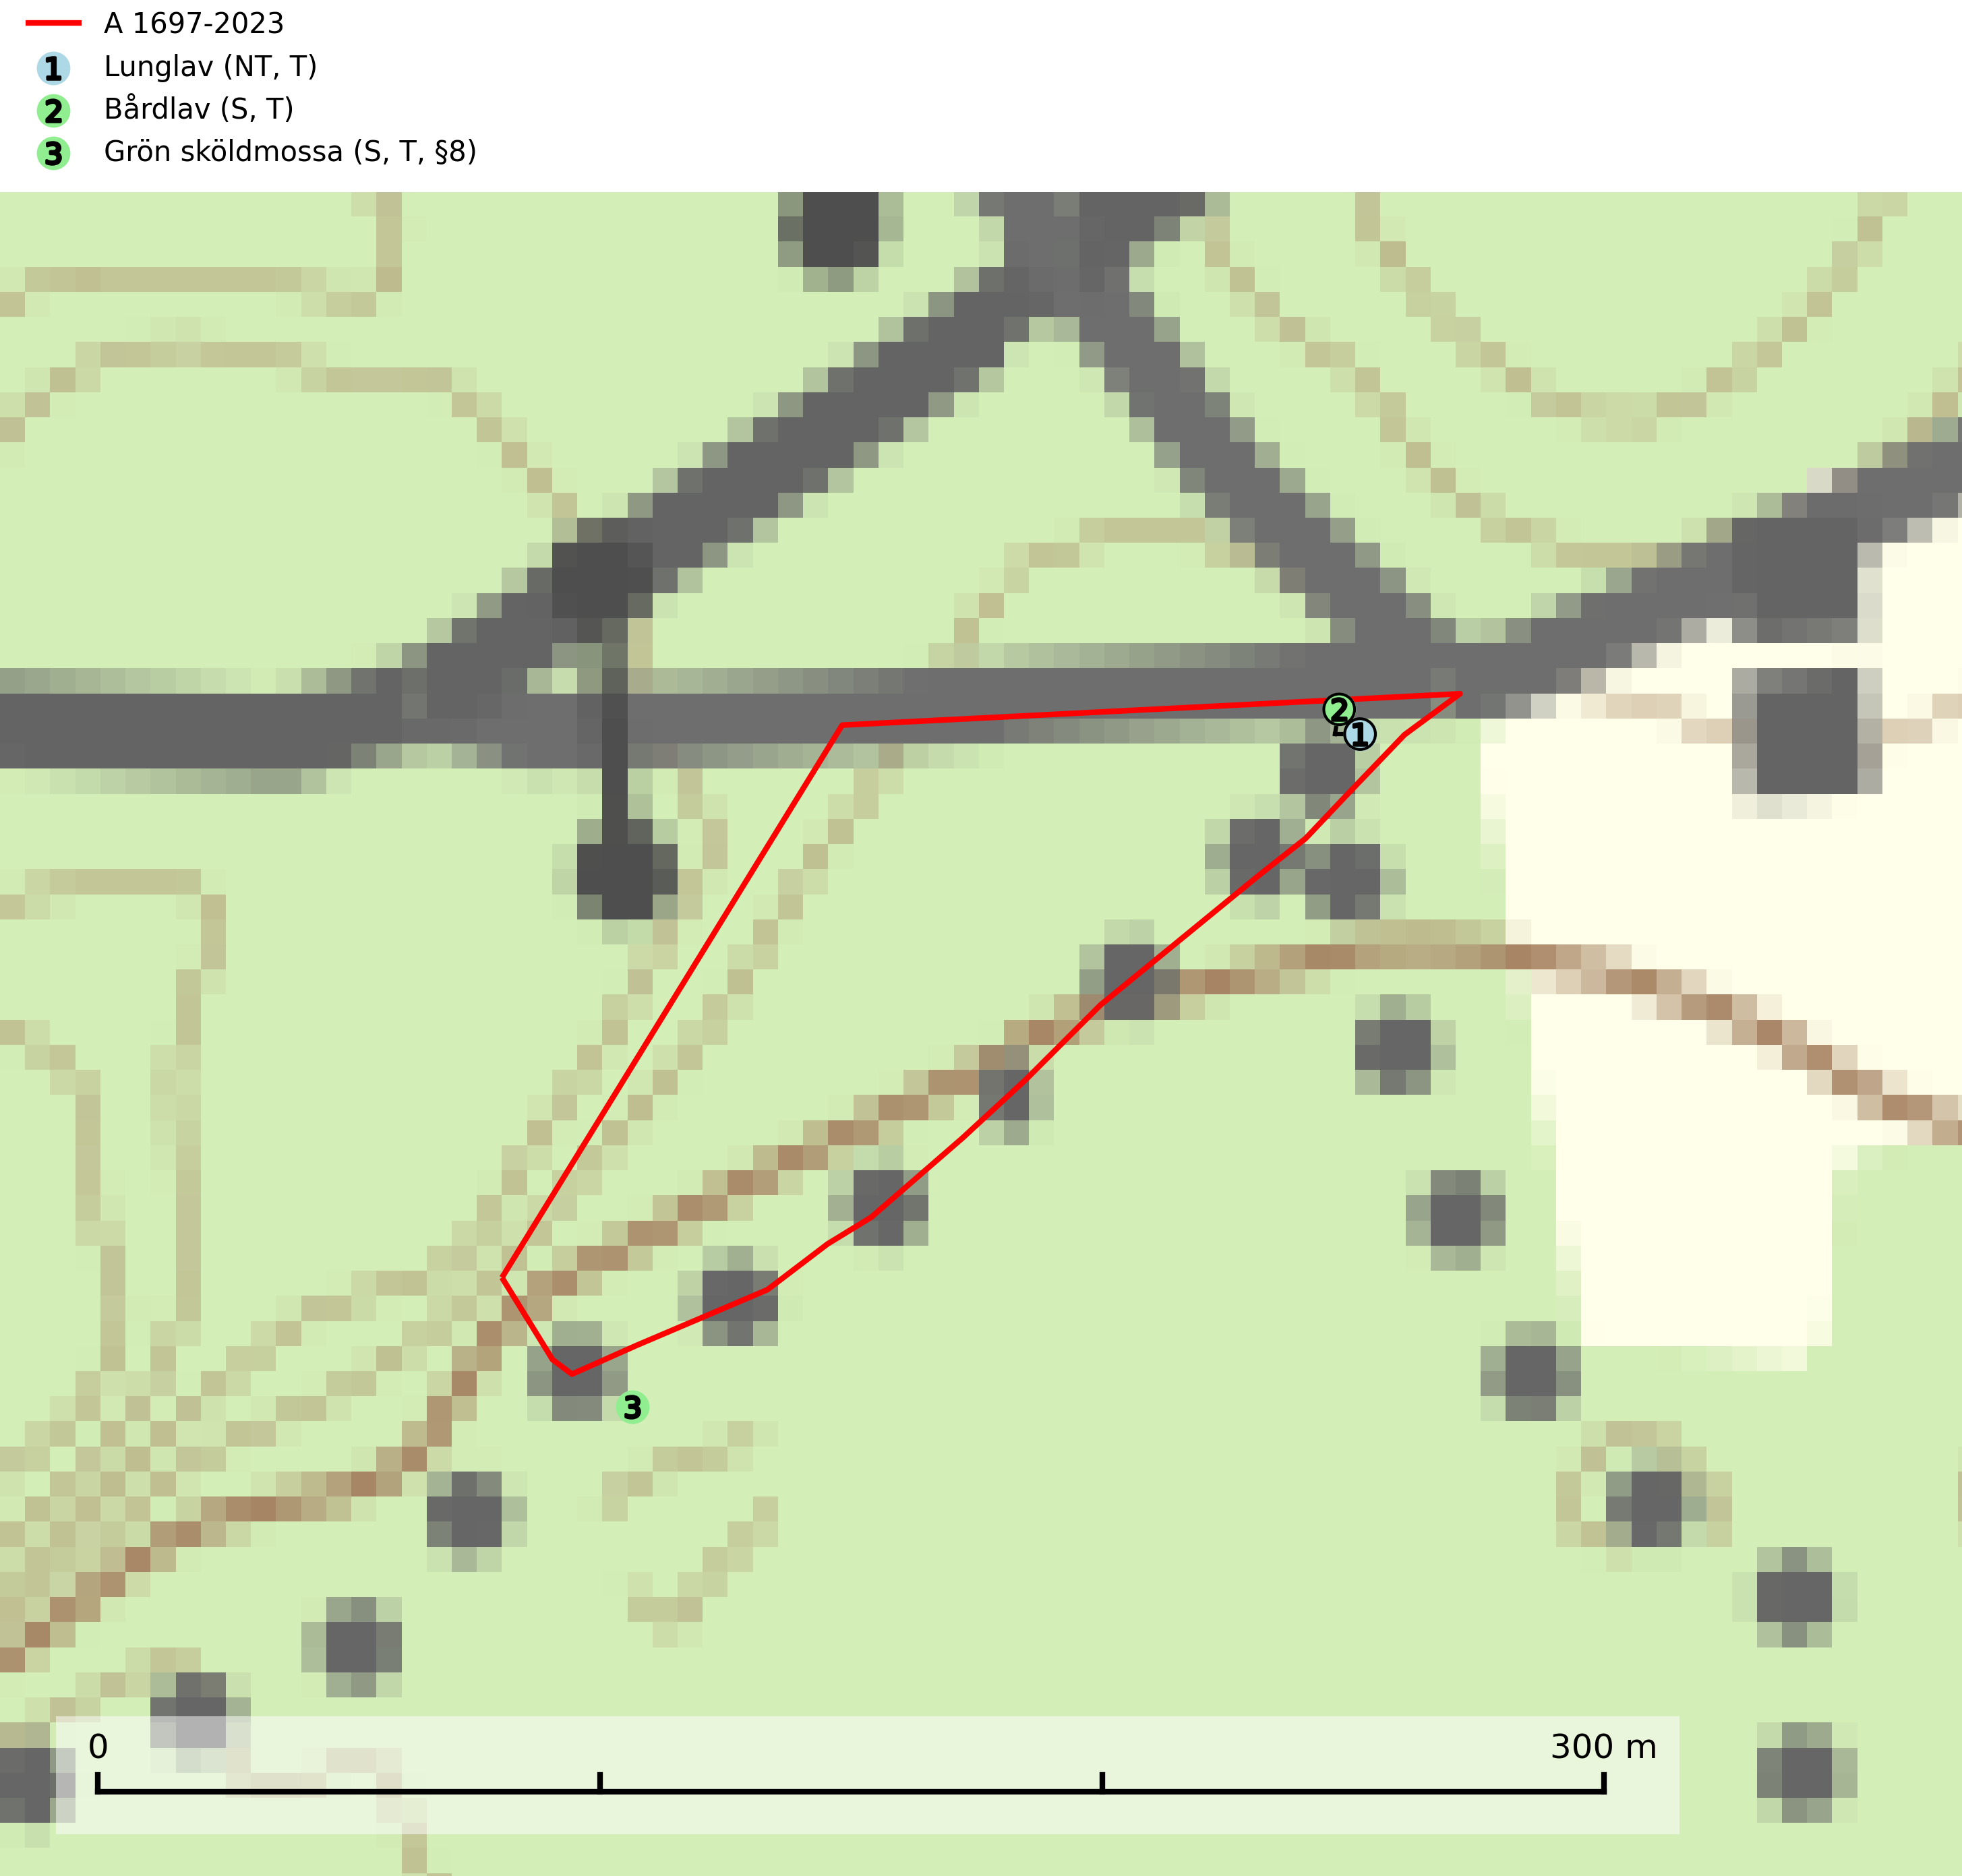 A 1697-2023
1 Lunglav (NT, T)
2 Bårdlav (S, T)
3 Grön sköldmossa (S, T, §8)
2
1
3
0 300 m